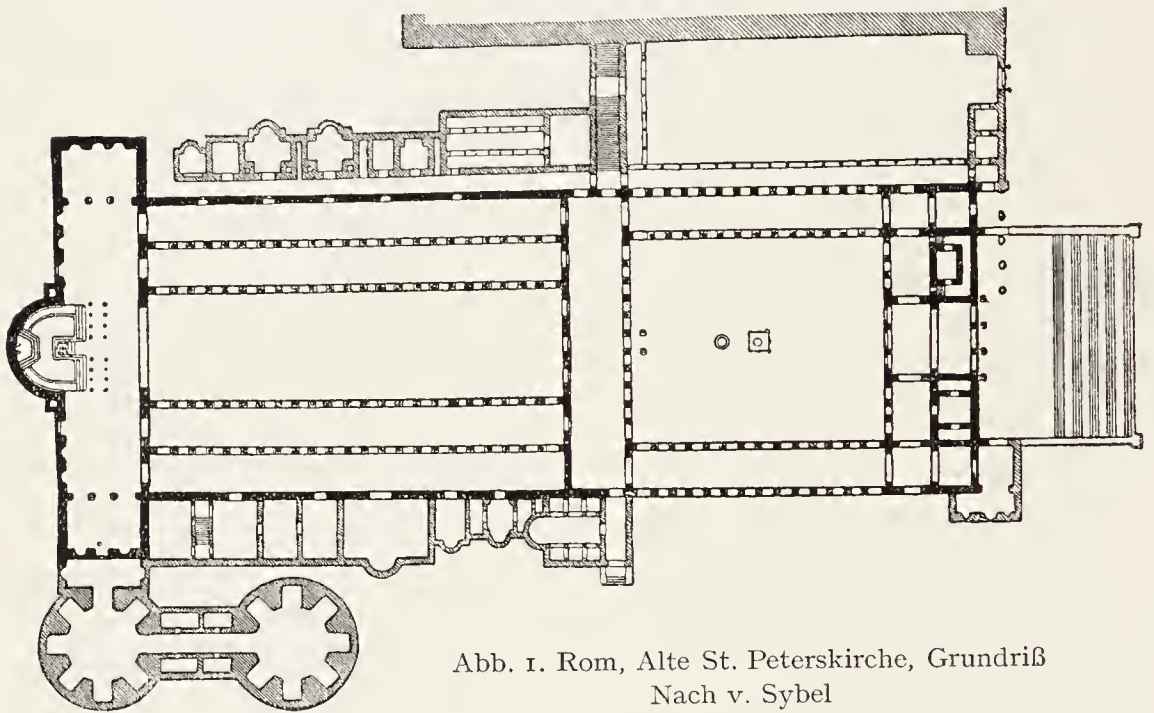 Abb. 1. Rom, Alte St. Peterskirche, Grundriß
Nach v. Sybel